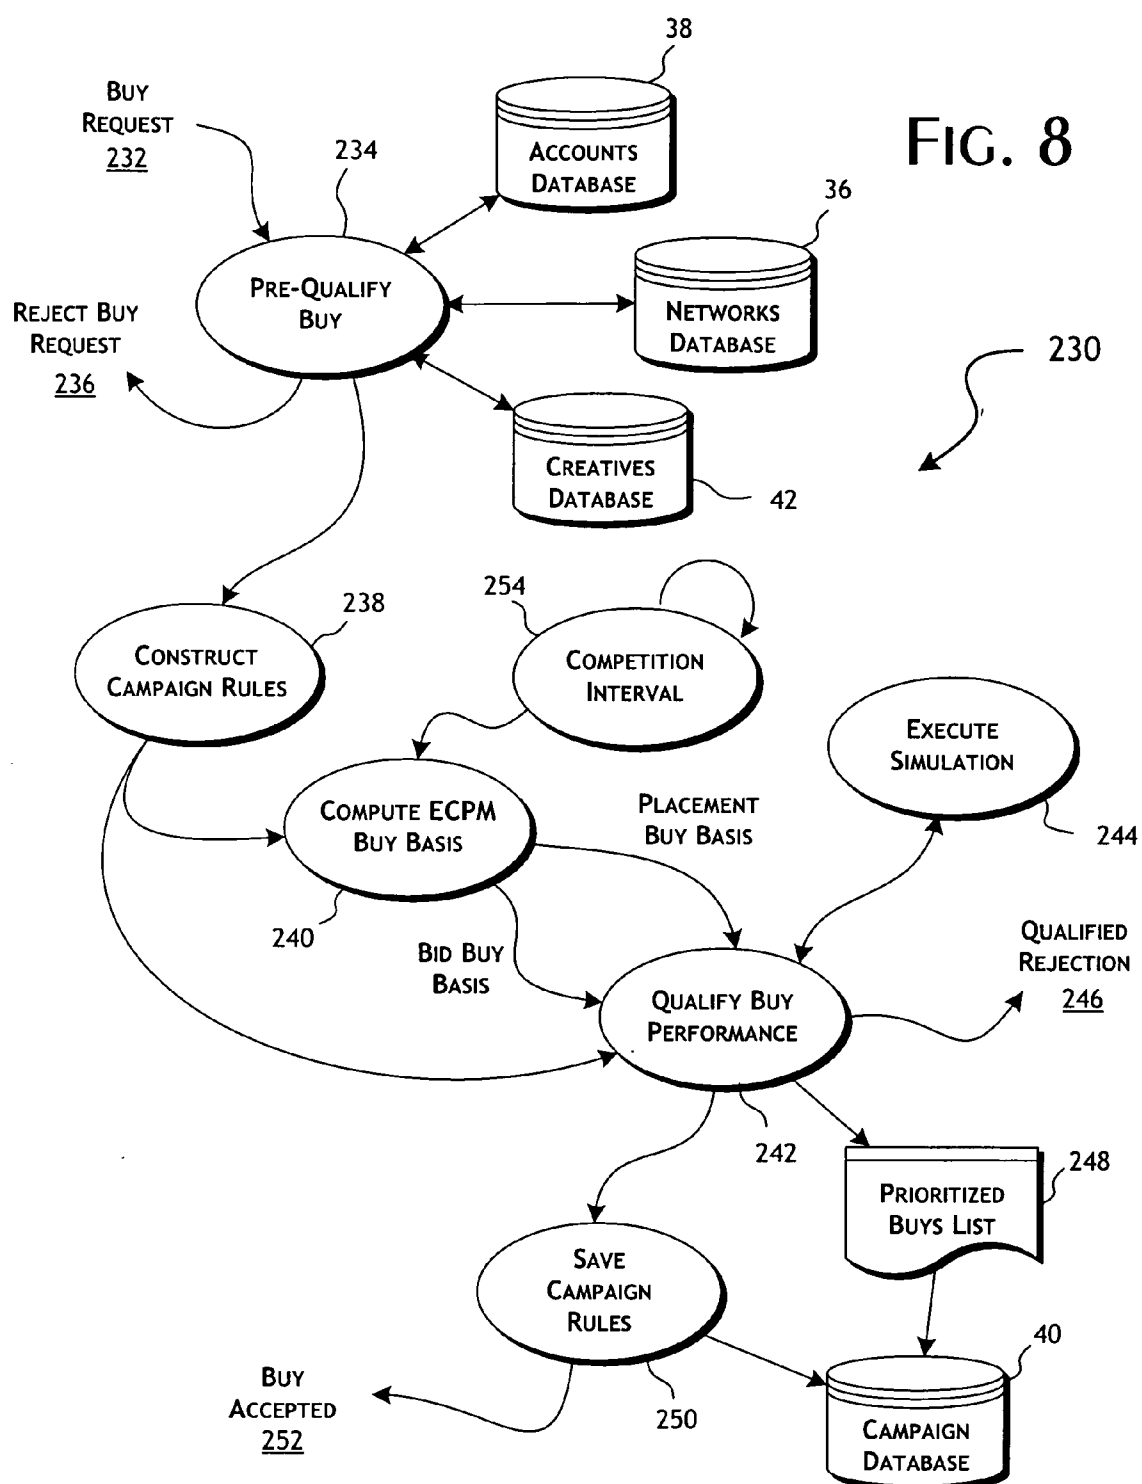 38
BUY
REQUEST
232
FIG. 8
234
ACCOUNTS
DATABASE
36
PRE-QUALIFY
BUY
NETWORKS
DATABASE
REJECT BUY
REQUEST
236
230
CREATIVES
DATABASE
42
254
238
CONSTRUCT
CAMPAIGN RULES
COMPETITION
INTERVAL
EXECUTE
SIMULATION
COMPUTE ECPM
BUY BASIS
PLACEMENT
BUY BASIS
244
240
BID BUY
BASIS
QUALIFIED
REJECTION
246
QUALIFY BUY
PERFORMANCE
242
248
PRIORITIZED
BUYS LIST
SAVE
CAMPAIGN
RULES
40
BUY
ACCEPTED
252
250
CAMPAIGN
DATABASE